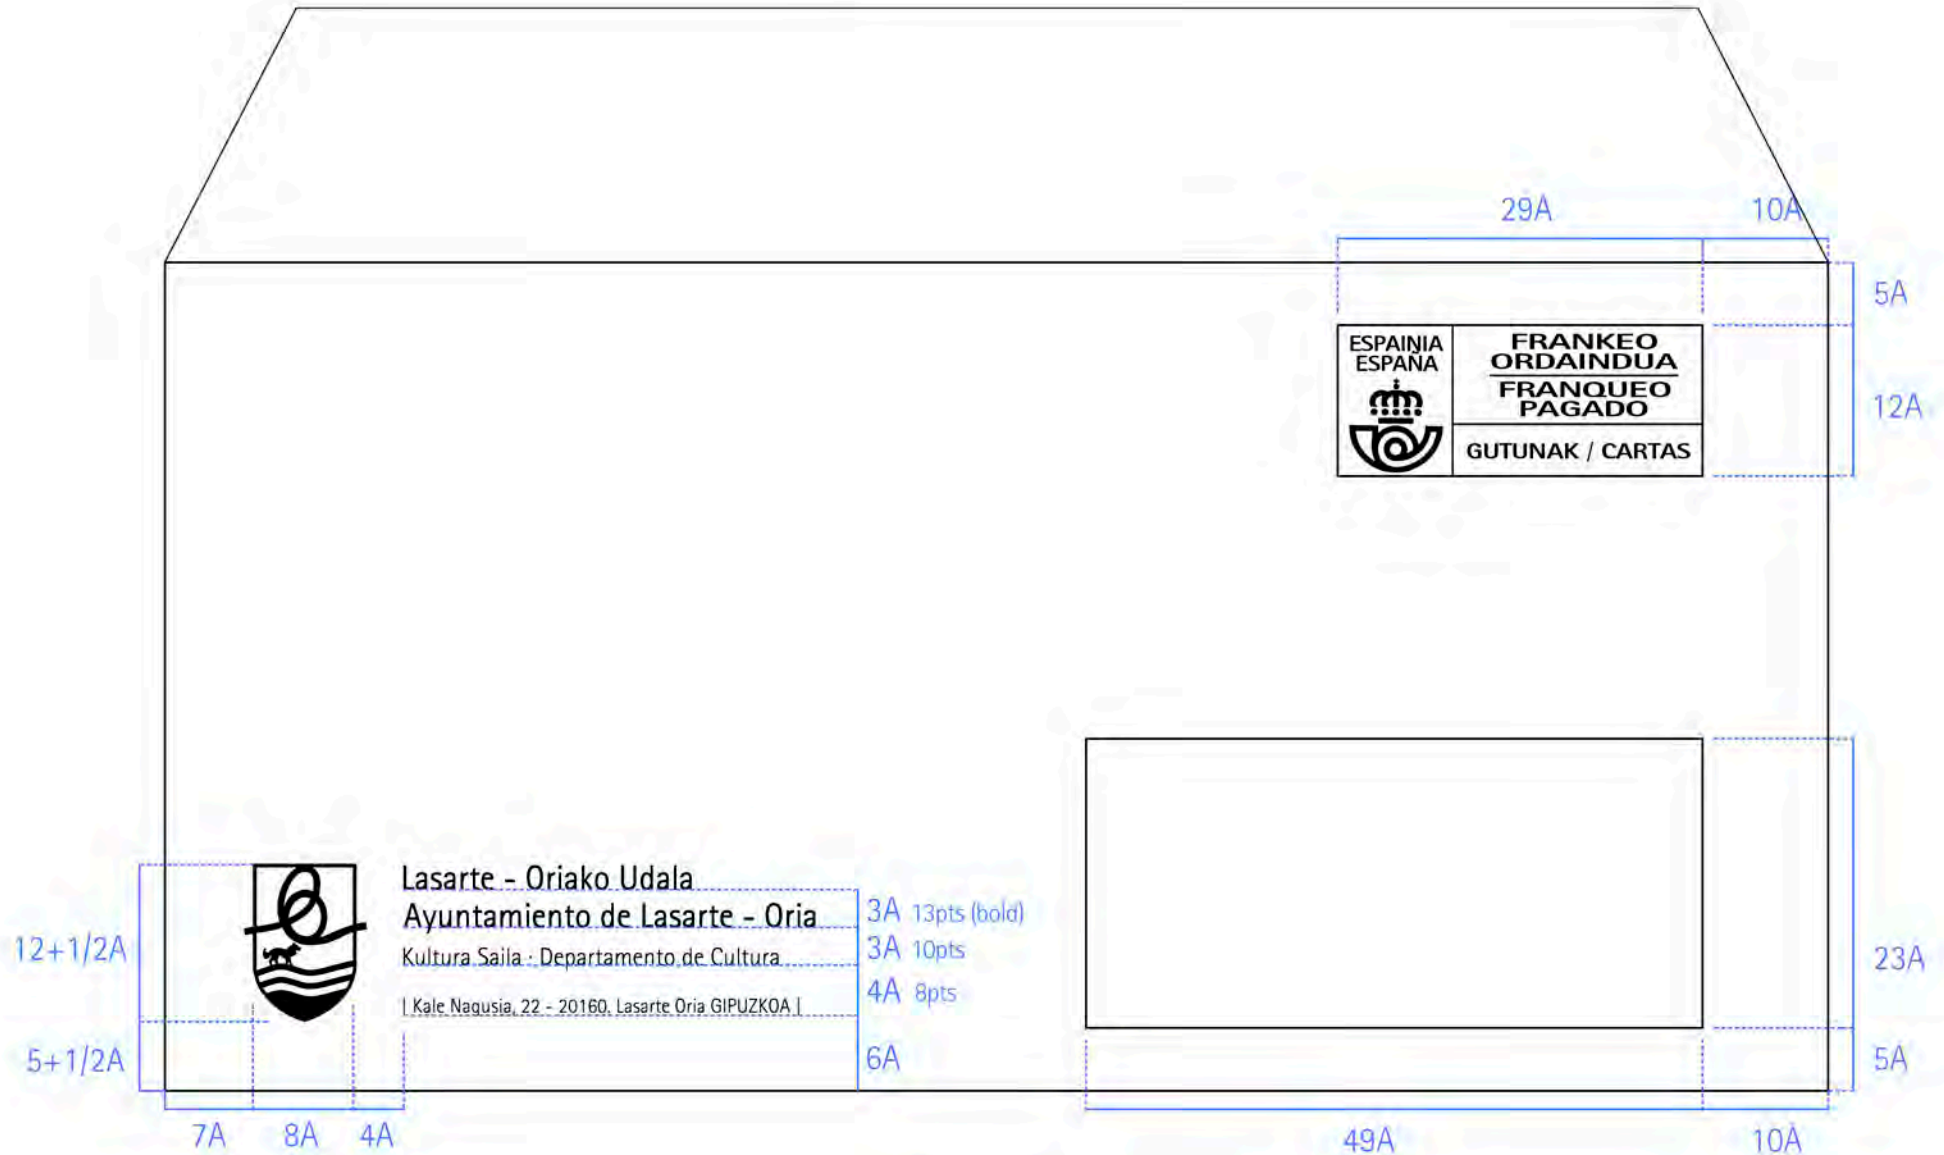 29A
10A
5A
ESPAINIA
ESPAÑA
FRANKEO
ORDAINDUA
FRANQUEO
PAGADO
GUTUNAK / CARTAS
12A
Lasarte - Oriako Udala
Ayuntamiento de Lasarte - Oria
Kultura Saila · Departamento de Cultura
| Kale Nagusia, 22 - 20160. Lasarte Oria GIPUZKOA |
3A 13pts (bold)
3A 10pts
4A 8pts
6A
12+1/2A
5+1/2A
23A
5A
7A
8A
4A
49A
10A